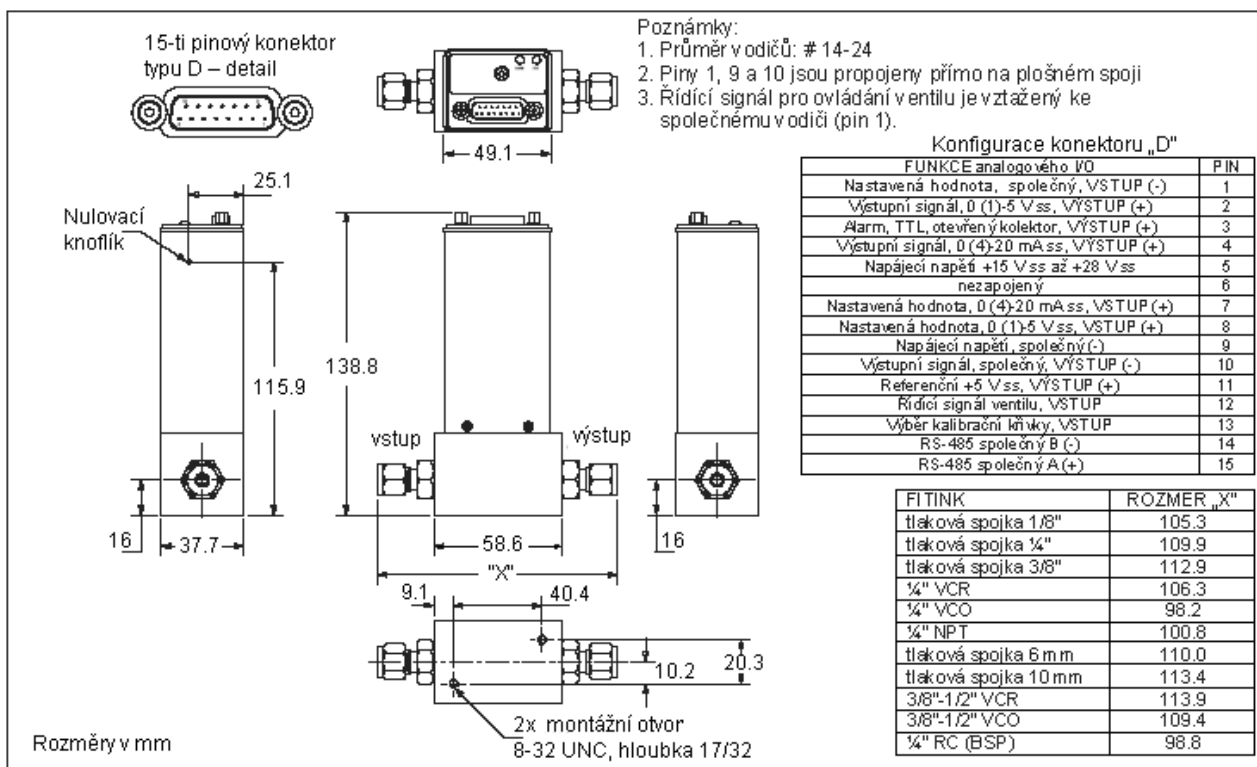 15-ti pinový konektor
typu D – detail
Poznámky:
1. Průměr vodičů: # 14-24
2. Piny 1, 9 a 10 jsou propojeny přímo na plošném spoji
3. Řídící signál pro ovládání ventilu je vztažený ke
společnému vodiči (pin 1).
49.1
25.1
Nulovací
knoflík
115.9
138.8
vstup
výstup
16
37.7
58.6
16
"X"
9.1
40.4
10.2
20.3
2x montážní otvor
8-32 UNC, hloubka 17/32
Rozměry v mm
Konfigurace konektoru „D"
FUNKCE analogového I/O PIN
Nastavená hodnota, společný, VSTUP (-) 1
Výstupní signál, 0 (1)-5 V ss, VÝSTUP (+) 2
Alarm, TTL, otevřený kolektor, VÝSTUP (+) 3
Výstupní signál, 0 (4)-20 mA ss, VÝSTUP (+) 4
Napájecí napětí +15 V ss až +28 V ss 5
nezapojený 6
Nastavená hodnota, 0 (4)-20 mA ss, VSTUP (+) 7
Nastavená hodnota, 0 (1)-5 V ss, VSTUP (+) 8
Napájecí napětí, společný (-) 9
Výstupní signál, společný, VÝSTUP (-) 10
Referenční +5 V ss, VÝSTUP (+) 11
Řídící signál ventilu, VSTUP 12
Výběr kalibrační křivky, VSTUP 13
RS-485 společný B (-) 14
RS-485 společný A (+) 15
FITINK ROZMER „X"
tlaková spojka 1/8" 105.3
tlaková spojka ¼" 109.9
tlaková spojka 3/8" 112.9
¼" VCR 106.3
¼" VCO 98.2
¼" NPT 100.8
tlaková spojka 6 mm 110.0
tlaková spojka 10 mm 113.4
3/8"-1/2" VCR 113.9
3/8"-1/2" VCO 109.4
¼" RC (BSP) 98.8